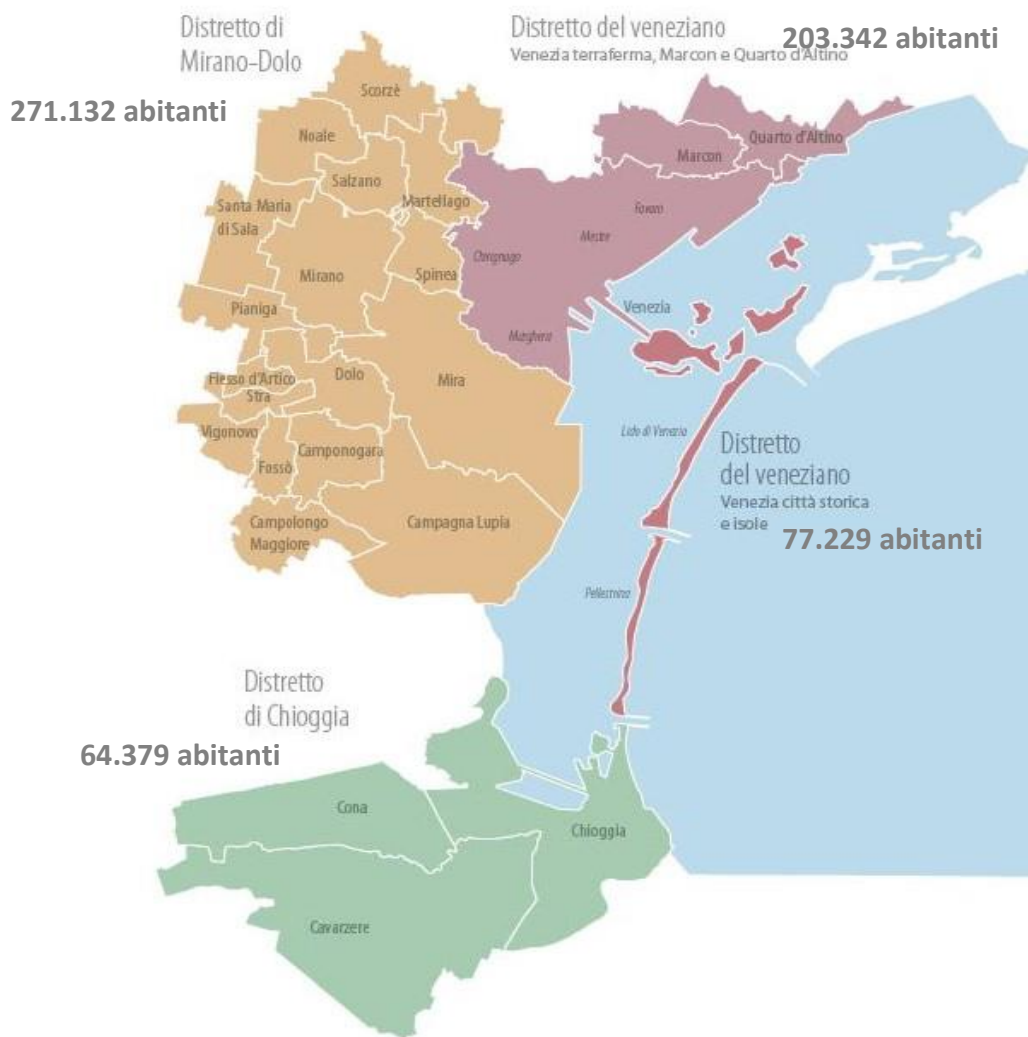 Distretto di
Mirano-Dolo
271.132 abitanti
Distretto del veneziano
203.342 abitanti
Venezia terraferma, Marcon e Quarto d'Altino
Scorzè
Noale
Salzano
Martellago
Santa Maria
di Sala
Mirano
Spinea
Pianiga
Fiesso d'Artico
Stra
Dolo
Mira
Vigonovo
Fossò
Camponogara
Campolongo
Maggiore
Campagna Lupia
Marcon
Quarto d'Altino
Favaro
Mestre
Chirignago
Marghera
Venezia
Lido di Venezia
Distretto
del veneziano
Venezia città storica
e isole
77.229 abitanti
Pellestrina
Distretto
di Chioggia
64.379 abitanti
Cona
Chioggia
Cavarzere